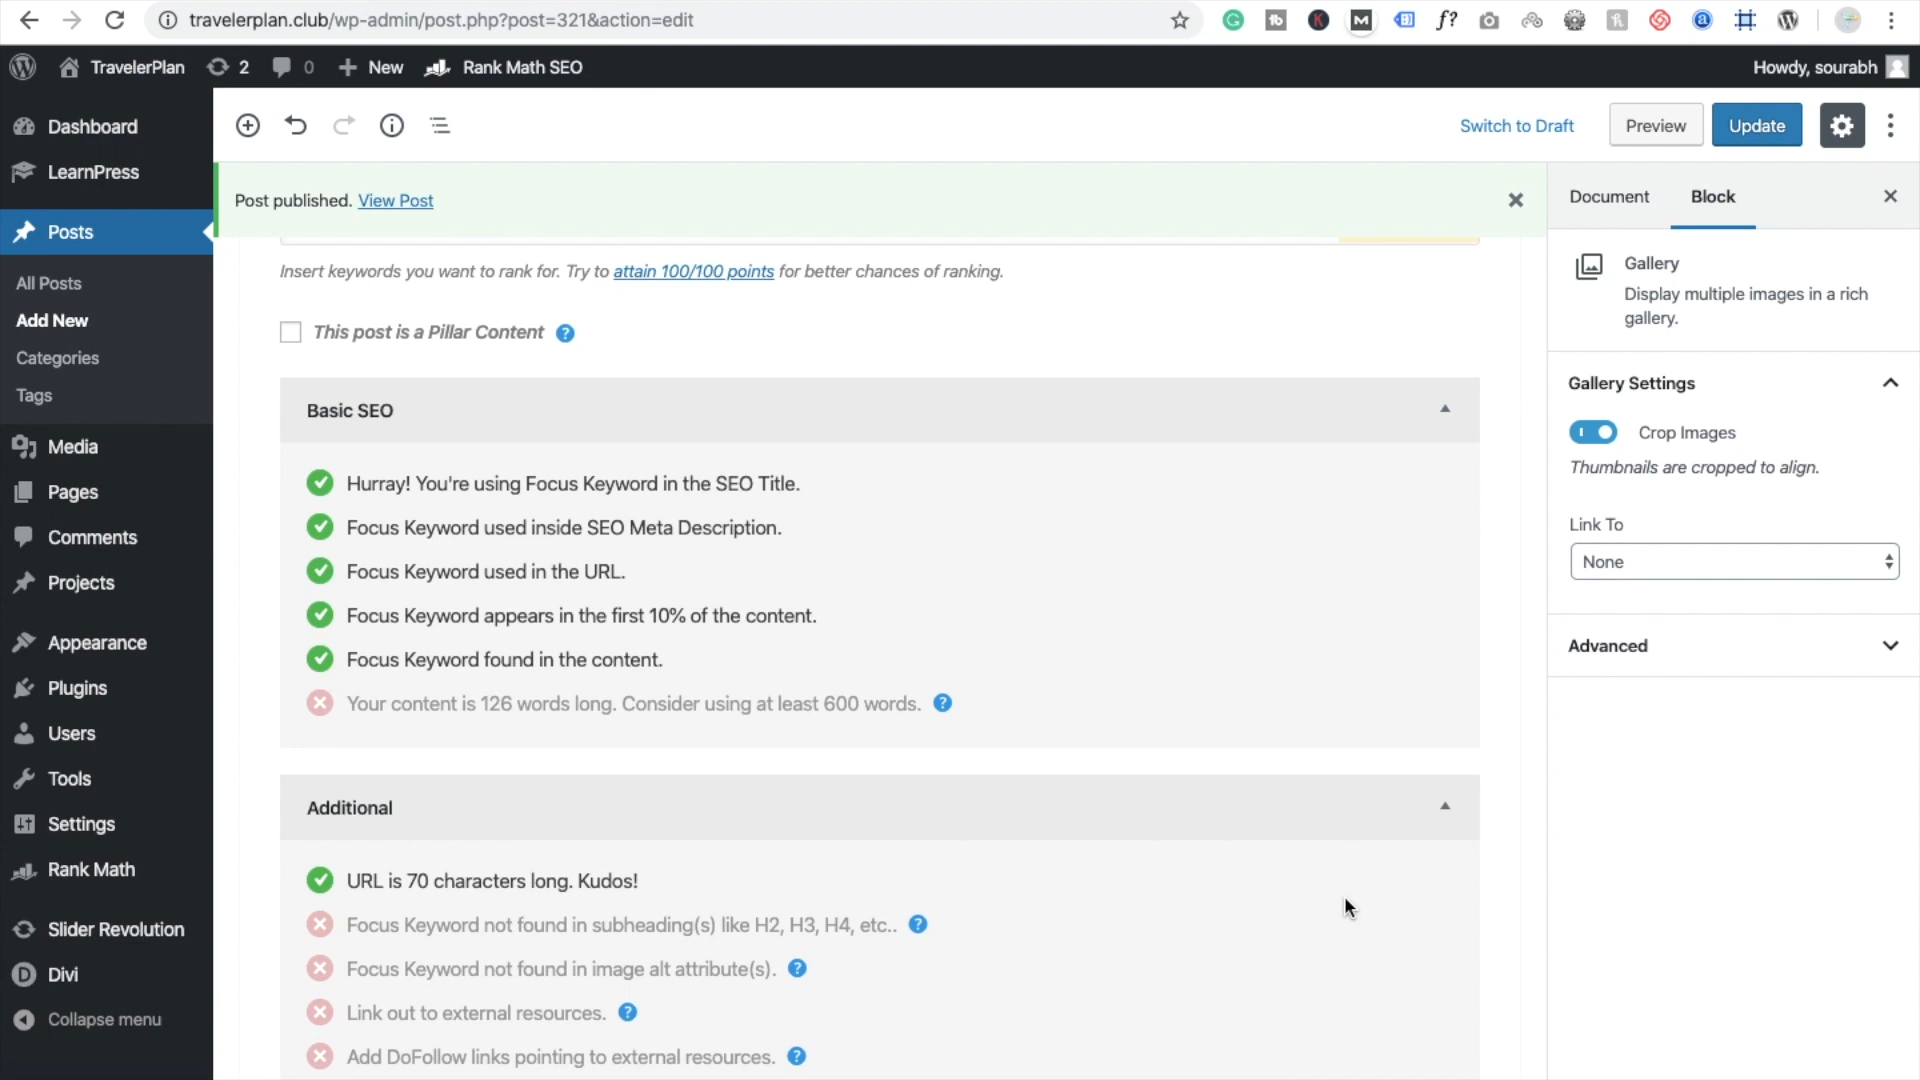 travelerplan.club/wp-admin/post.php?post=321&action=edit
TravelerPlan 2 0 New Rank Math SEO Howdy, sourabh
Dashboard
LearnPress
Posts
All Posts
Add New
Categories
Tags
Media
Pages
Comments
Projects
Appearance
Plugins
Users
Tools
Settings
Rank Math
Slider Revolution
Divi
Collapse menu
Switch to Draft Preview Update
Post published. View Post
Insert keywords you want to rank for. Try to attain 100/100 points for better chances of ranking.
This post is a Pillar Content ?
Basic SEO
Hurray! You're using Focus Keyword in the SEO Title.
Focus Keyword used inside SEO Meta Description.
Focus Keyword used in the URL.
Focus Keyword appears in the first 10% of the content.
Focus Keyword found in the content.
Your content is 126 words long. Consider using at least 600 words. ?
Additional
URL is 70 characters long. Kudos!
Focus Keyword not found in subheading(s) like H2, H3, H4, etc.. ?
Focus Keyword not found in image alt attribute(s). ?
Link out to external resources. ?
Add DoFollow links pointing to external resources. ?
Document Block
Gallery
Display multiple images in a rich
gallery.
Gallery Settings
Crop Images
Thumbnails are cropped to align.
Link To
None
Advanced